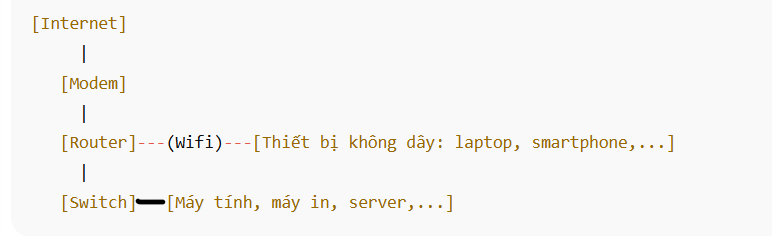 [Internet]
|
[Modem]
|
[Router]---(Wifi)---[Thiết bị không dây: laptop, smartphone,...]
|
[Switch]—[Máy tính, máy in, server,...]